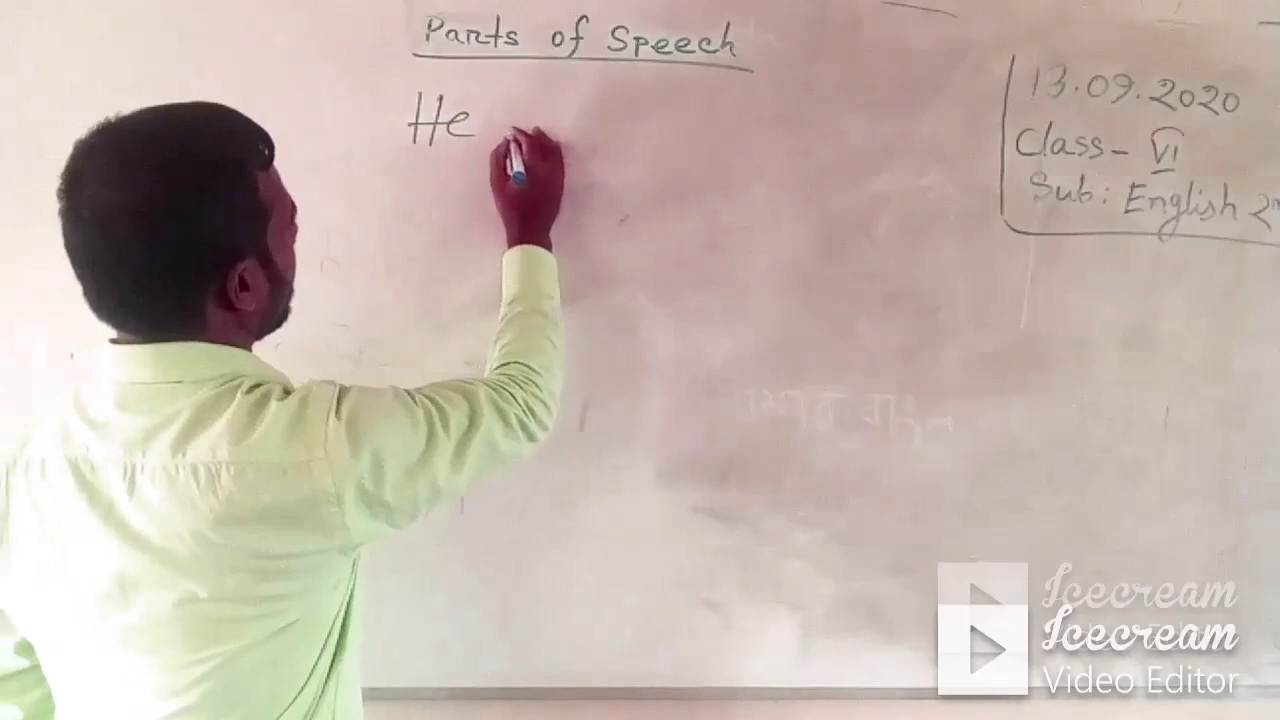 Parts of Speech
He
13.09.2020
Class - VI
Sub: English
Icecream
Icecream
Video Editor